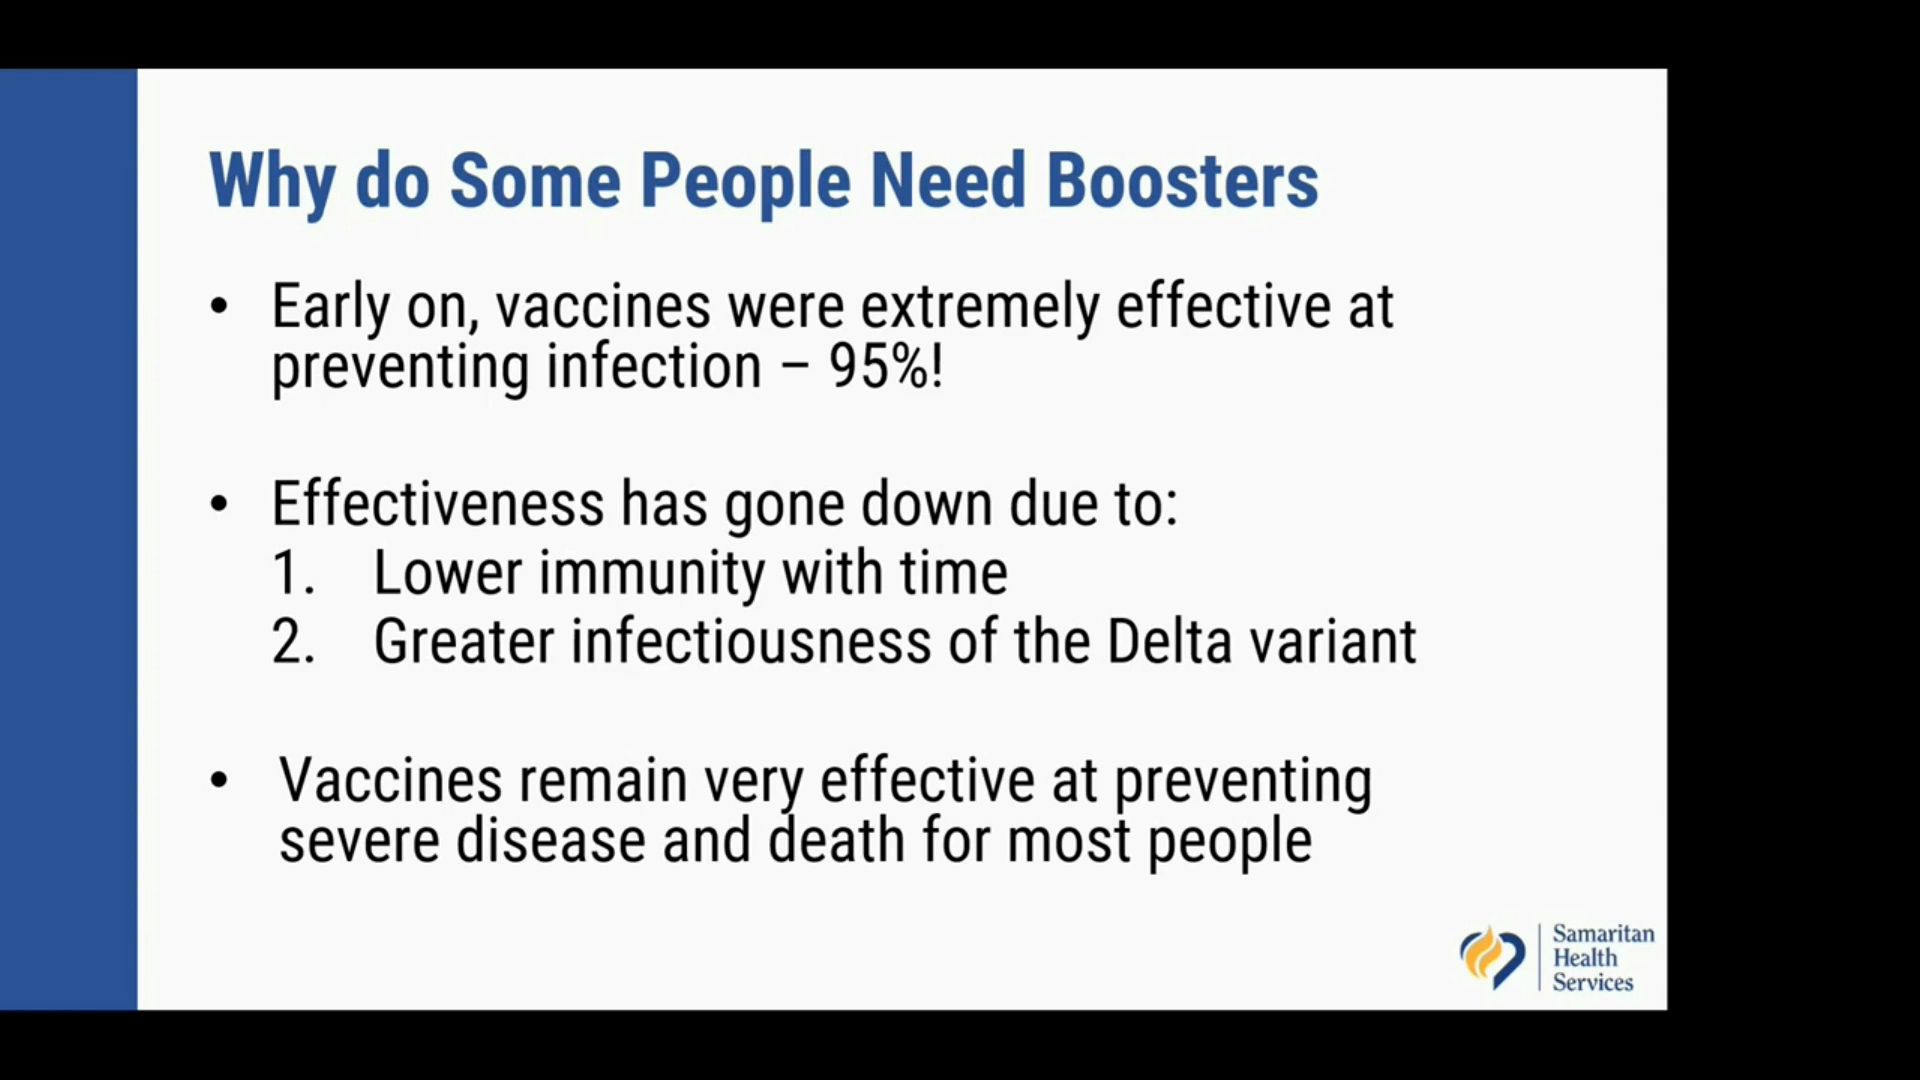 Why do Some People Need Boosters
• Early on, vaccines were extremely effective at
preventing infection – 95%!
• Effectiveness has gone down due to:
1. Lower immunity with time
2. Greater infectiousness of the Delta variant
• Vaccines remain very effective at preventing
severe disease and death for most people
Samaritan
Health
Services